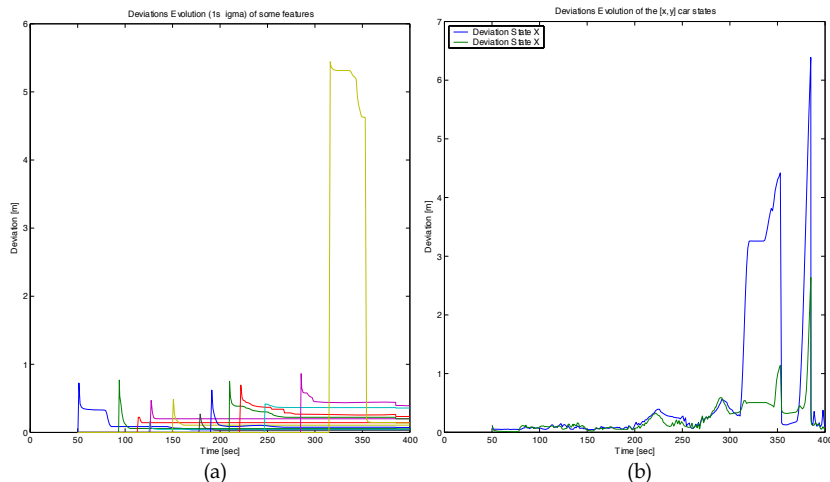 Deviations Evolution (1s igma) of some features
6
5
4
3
2
1
0
0 50 100 150 200 250 300 350 400
Deviation [m]
Time [sec]
(a)
Deviations Evolution of the [x,y] car states
Deviation State X
Deviation State X
7
6
5
4
3
2
1
0
0 50 100 150 200 250 300 350 400
Deviation [m]
Time [sec]
(b)